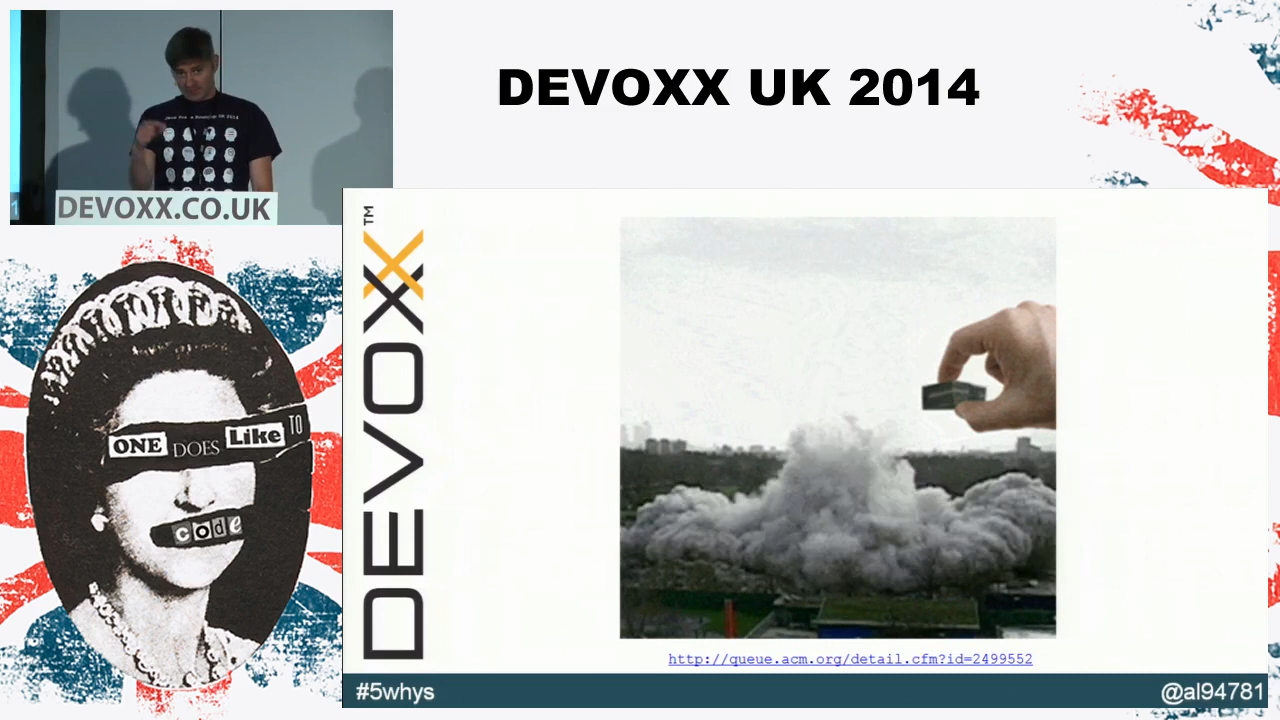 DEVOXX UK 2014
DEVOXX.CO.UK
1
ONE DOES Like TO
code
DEVOXX™
http://queue.acm.org/detail.cfm?id=2499552
#5whys
@al94781